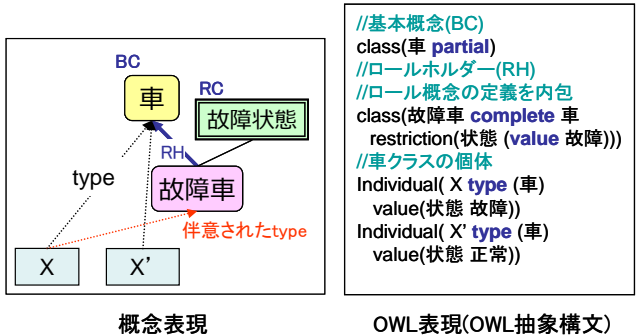 BC
車
RC
故障状態
RH
type
故障車
伴意されたtype
X
X’
概念表現
//基本概念(BC)
class(車 partial)
//ロールホルダー(RH)
//ロール概念の定義を内包
class(故障車 complete 車
restriction(状態 (value 故障)))
//車クラスの個体
Individual( X type (車)
value(状態 故障))
Individual( X’ type (車)
value(状態 正常))
OWL表現(OWL抽象構文)